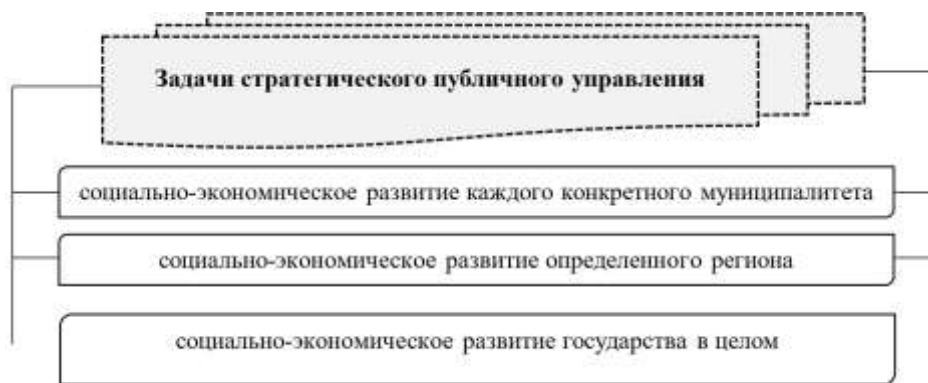 Задачи стратегического публичного управления
социально-экономическое развитие каждого конкретного муниципалитета
социально-экономическое развитие определенного региона
социально-экономическое развитие государства в целом